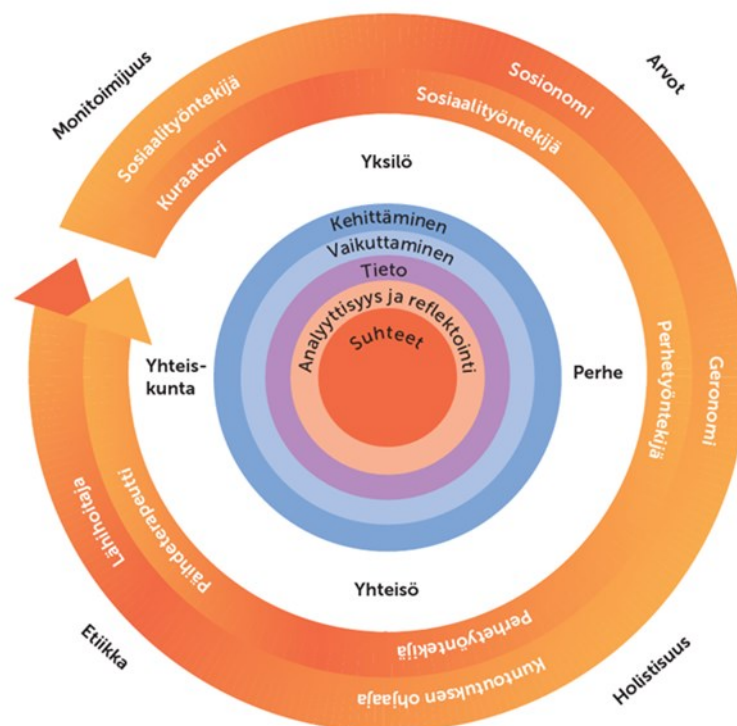 Monitoimijuus
Arvot
Sosiaalityöntekijä
Sosionomi
Kuraattori
Sosiaalityöntekijä
Yksilö
Kehittäminen
Vaikuttaminen
Tieto
Analyyttisyys ja reflektointi
Suhteet
Yhteis-
kunta
Perhe
Perhetyöntekijä
Geronomi
Lähihoitaja
Päihdeterapeutti
Yhteisö
Perhetyöntekijä
Kuntoutuksen ohjaaja
Etiikka
Holistisuus